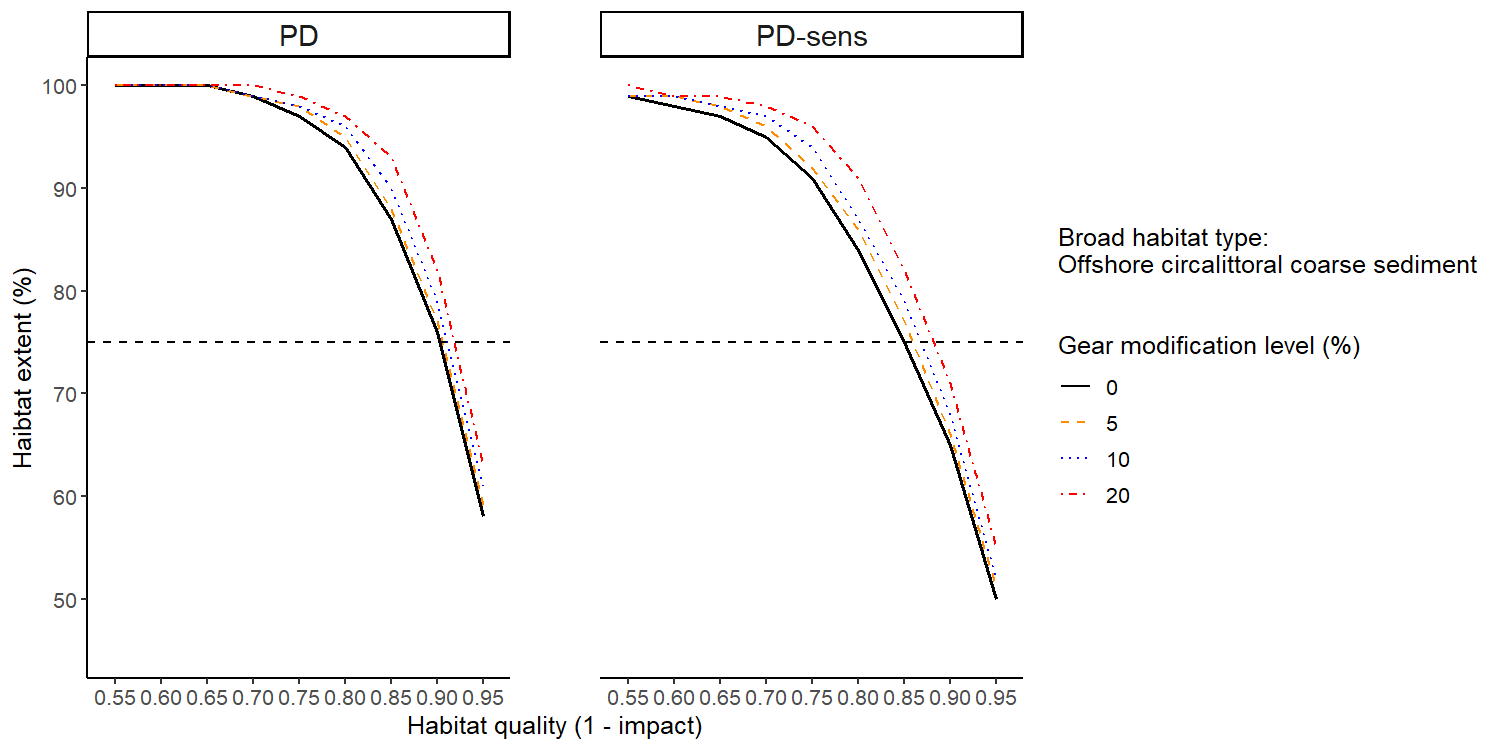 PD
PD-sens
Haibtat extent (%)
100
90
80
70
60
50
0.55 0.60 0.65 0.70 0.75 0.80 0.85 0.90 0.95
0.55 0.60 0.65 0.70 0.75 0.80 0.85 0.90 0.95
Habitat quality (1 - impact)
Broad habitat type:
Offshore circalittoral coarse sediment
Gear modification level (%)
0
5
10
20